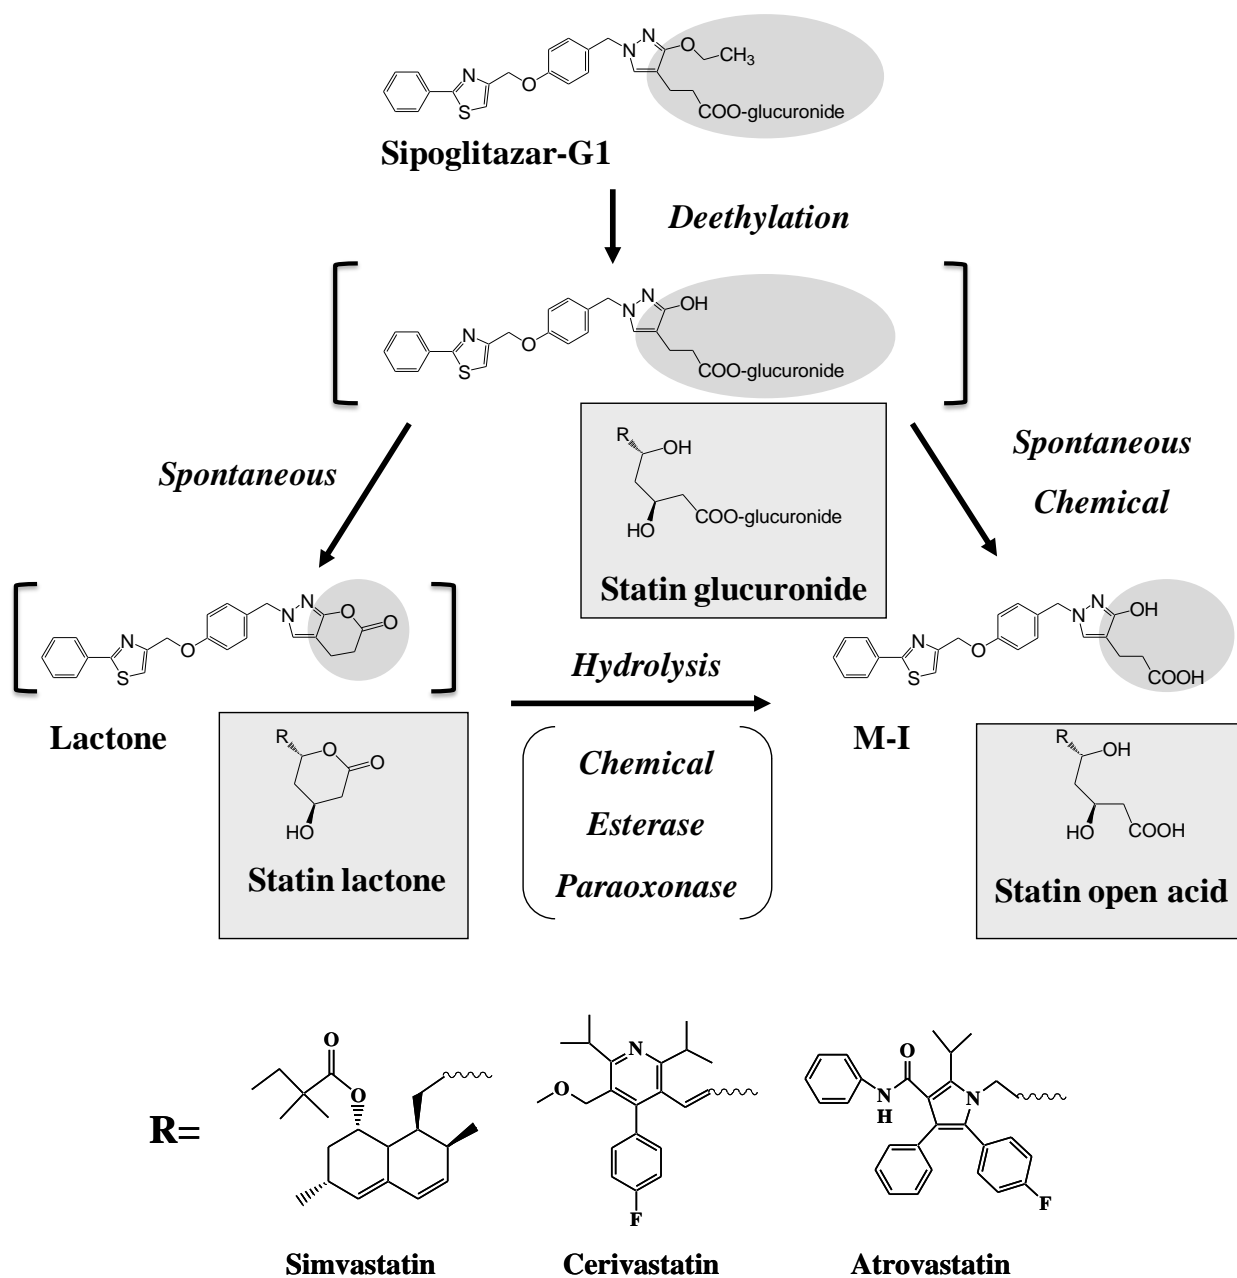 N
N
O
CH3
N
S
O
COO-glucuronide
Sipoglitazar-G1
Deethylation
N
N
OH
N
S
O
COO-glucuronide
Spontaneous
R
OH
HO
COO-glucuronide
Statin glucuronide
Spontaneous
Chemical
N
N
O
O
N
S
O
Lactone
R
O
O
HO
Statin lactone
Hydrolysis
Chemical
Esterase
Paraoxonase
N
N
OH
N
S
O
COOH
M-I
R
OH
HO
COOH
Statin open acid
R=
O
O
Simvastatin
N
O
F
Cerivastatin
O
N
H
N
F
Atrovastatin